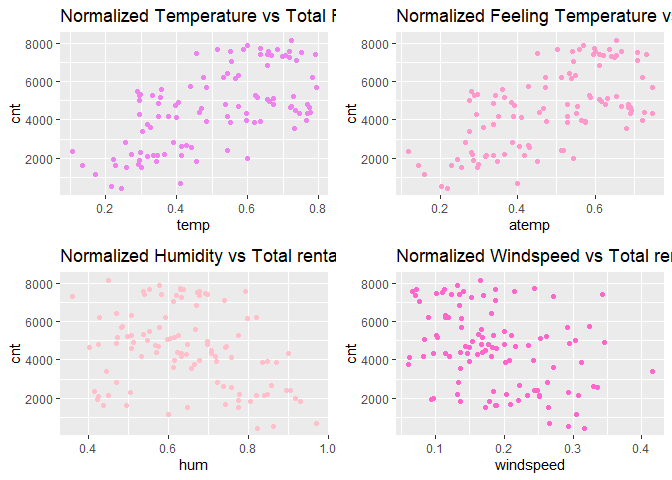 Normalized Temperature vs Total F
8000
6000
4000
2000
cnt
0.2 0.4 0.6 0.8
temp
Normalized Feeling Temperature v
8000
6000
4000
2000
cnt
0.2 0.4 0.6
atemp
Normalized Humidity vs Total renta
8000
6000
4000
2000
cnt
0.4 0.6 0.8 1.0
hum
Normalized Windspeed vs Total ren
8000
6000
4000
2000
cnt
0.1 0.2 0.3 0.4
windspeed